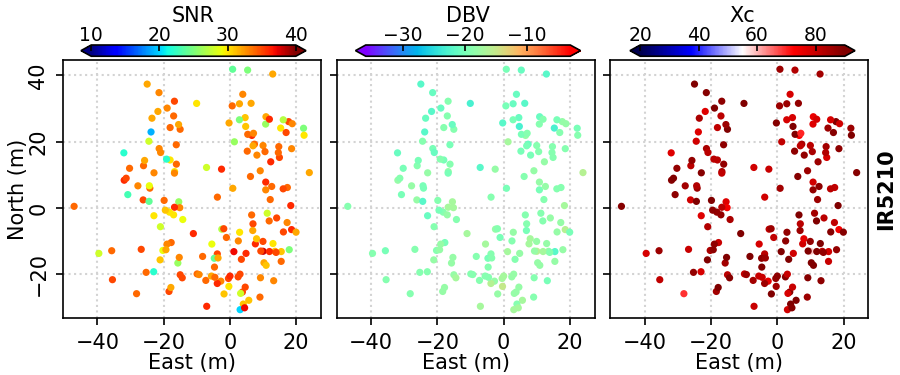 SNR DBV Xc
10 20 30 40 −30 −20 −10 20 40 60 80
40
20
0
−20
North (m)
IR5210
−40 −20 0 20 −40 −20 0 20 −40 −20 0 20
East (m) East (m) East (m)